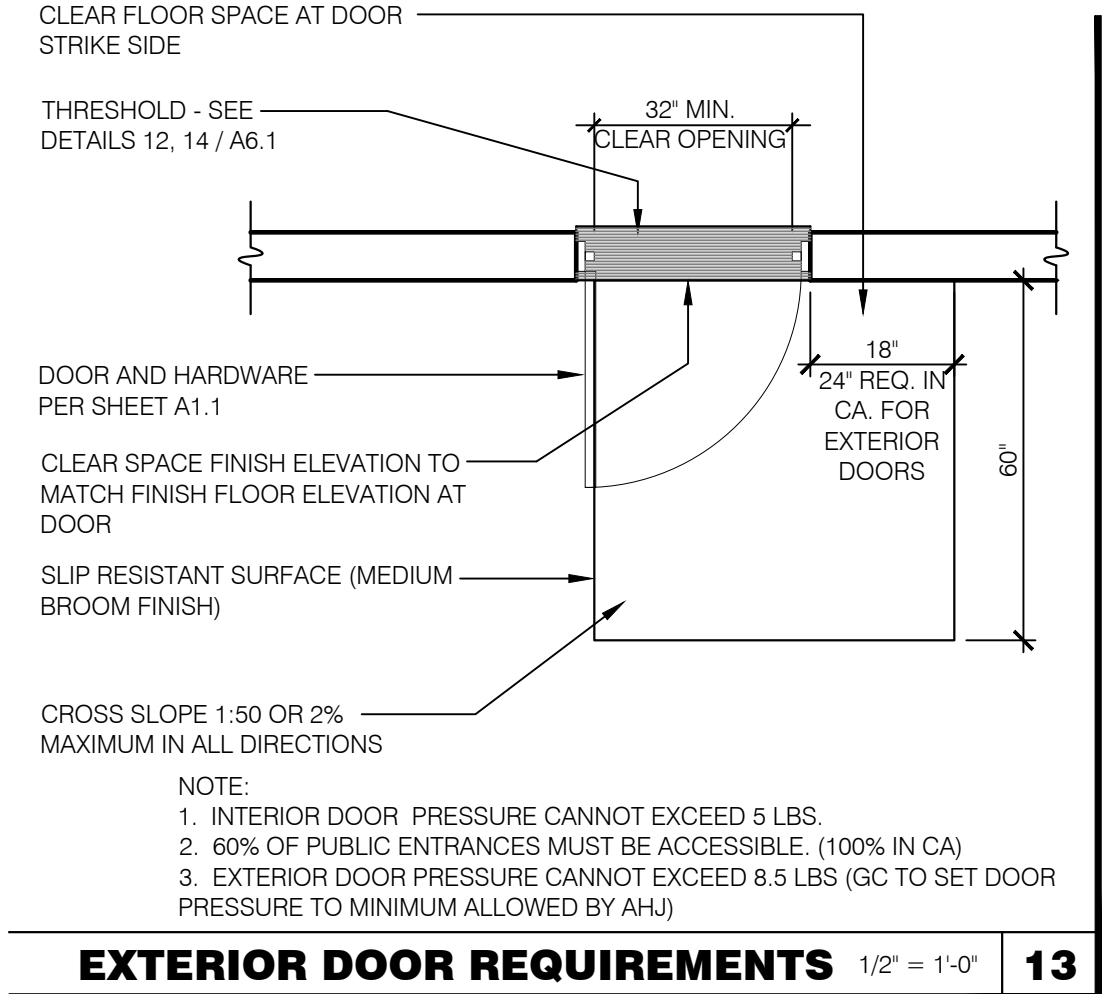 CLEAR FLOOR SPACE AT DOOR
STRIKE SIDE
THRESHOLD - SEE
DETAILS 12, 14 / A6.1
32" MIN.
CLEAR OPENING
18"
24" REQ. IN
CA. FOR
EXTERIOR
DOORS
60"
DOOR AND HARDWARE
PER SHEET A1.1
CLEAR SPACE FINISH ELEVATION TO
MATCH FINISH FLOOR ELEVATION AT
DOOR
SLIP RESISTANT SURFACE (MEDIUM
BROOM FINISH)
CROSS SLOPE 1:50 OR 2%
MAXIMUM IN ALL DIRECTIONS
NOTE:
1. INTERIOR DOOR PRESSURE CANNOT EXCEED 5 LBS.
2. 60% OF PUBLIC ENTRANCES MUST BE ACCESSIBLE. (100% IN CA)
3. EXTERIOR DOOR PRESSURE CANNOT EXCEED 8.5 LBS (GC TO SET DOOR
PRESSURE TO MINIMUM ALLOWED BY AHJ)
EXTERIOR DOOR REQUIREMENTS 1/2" = 1'-0" 13